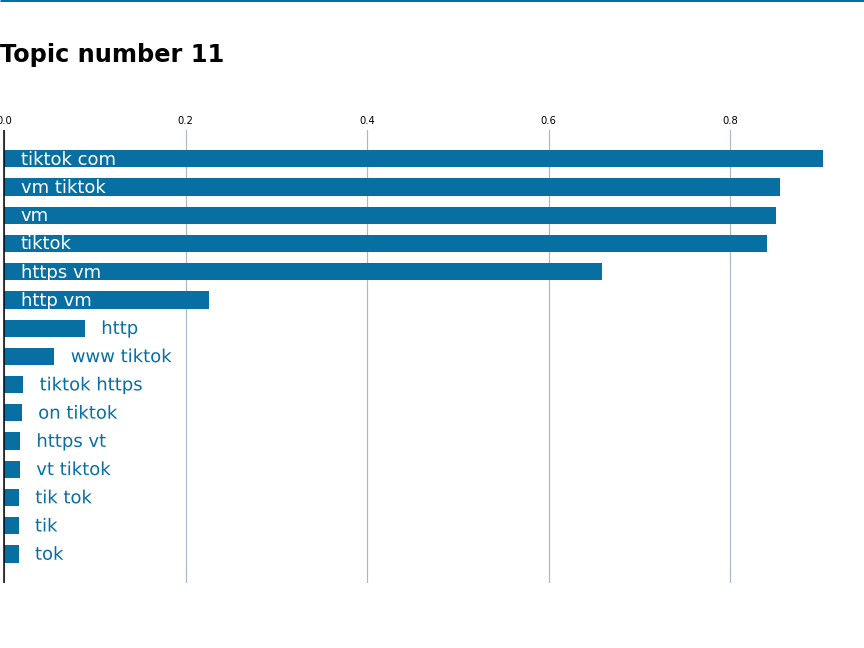 Topic number 11
0.0 0.2 0.4 0.6 0.8
tiktok com
vm tiktok
vm
tiktok
https vm
http vm
http
www tiktok
tiktok https
on tiktok
https vt
vt tiktok
tik tok
tik
tok